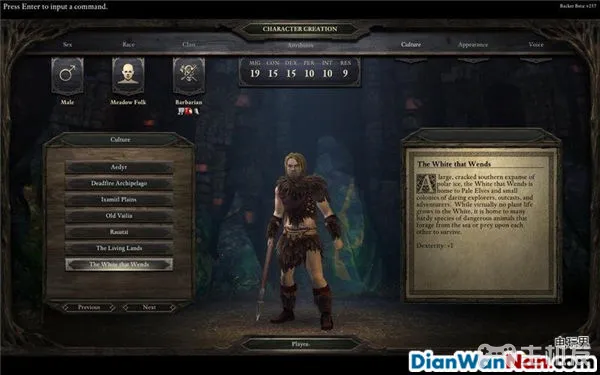 Press Enter to input a command.
Backer Beta: v257
CHARACTER CREATION
Sex
Race
Class
Attributes
Culture
Appearance
Voice
MIG CON DEX PER INT RES
19 15 15 10 10 9
Male
Meadow Folk
Barbarian
Culture
Aedyr
Deadfire Archipelago
Ixamitl Plains
Old Vailia
Rauatai
The Living Lands
The White that Wends
Previous
Next
The White that Wends
A large, cracked southern expanse of
polar ice, the White that Wends is
home to Pale Elves and small
colonies of daring explorers, outcasts, and
adventurers. While virtually no plant life
grows in the White, it is home to many
hardy species of dangerous animals that
forage from the sea or prey upon each
other to survive.
Dexterity: +1
Player:
DianWanNan.com